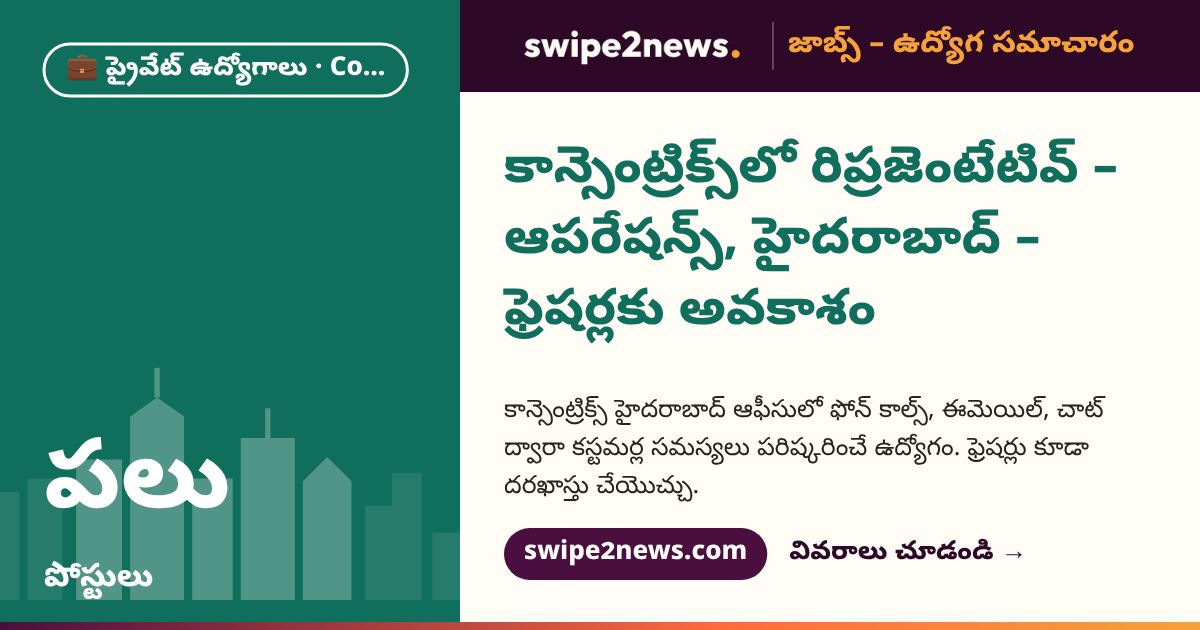 💼 ప్రైవేట్ ఉద్యోగాలు · Co...
swipe2news.
జాబ్స్ – ఉద్యోగ సమాచారం
కాన్సెంట్రిక్స్‌లో రిప్రజెంటేటివ్ –
ఆపరేషన్స్, హైదరాబాద్ –
ఫ్రెషర్లకు అవకాశం
కాన్సెంట్రిక్స్ హైదరాబాద్ ఆఫీసులో ఫోన్ కాల్స్, ఈమెయిల్, చాట్
ద్వారా కస్టమర్ల సమస్యలు పరిష్కరించే ఉద్యోగం. ఫ్రెషర్లు కూడా
దరఖాస్తు చేయొచ్చు.
పలు
పోస్టులు
swipe2news.com
వివరాలు చూడండి →